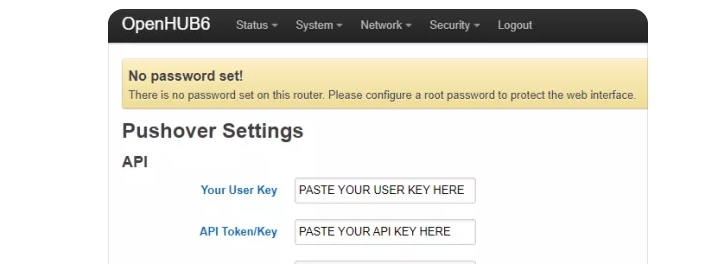 OpenHUB6 Status System Network Security Logout
No password set!
There is no password set on this router. Please configure a root password to protect the web interface.
Pushover Settings
API
Your User Key PASTE YOUR USER KEY HERE
API Token/Key PASTE YOUR API KEY HERE